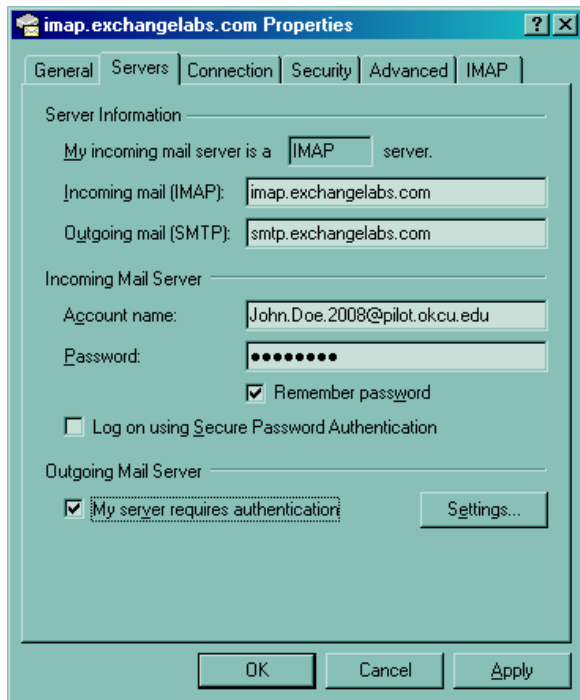 imap.exchangelabs.com Properties
General Servers Connection Security Advanced IMAP
Server Information
My incoming mail server is a IMAP server.
Incoming mail (IMAP): imap.exchangelabs.com
Outgoing mail (SMTP): smtp.exchangelabs.com
Incoming Mail Server
Account name: John.Doe.2008@pilot.okcu.edu
Password: ●●●●●●●●
Remember password
Log on using Secure Password Authentication
Outgoing Mail Server
My server requires authentication Settings...
OK Cancel Apply